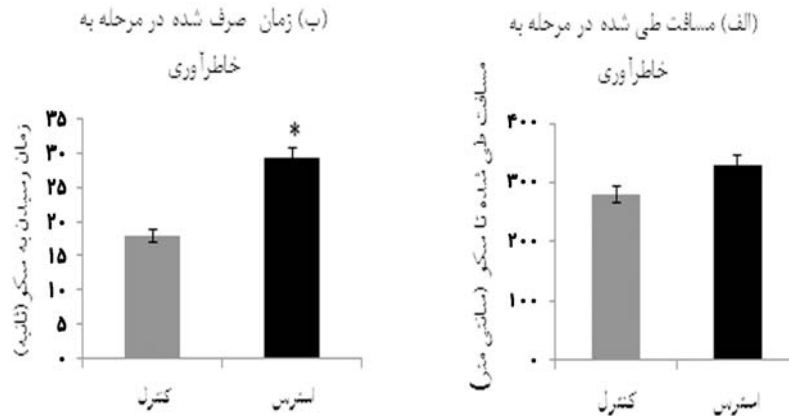 (الف) مسافت طی شده در مرحله به
خاطرآوری
مسافت طی شده تا سکو (سانتی متر)
۴۰۰
۳۰۰
۲۰۰
۱۰۰
۰
استرس
کنترل
(ب) زمان صرف شده در مرحله به
خاطرآوری
زمان رسیدن به سکو (ثانیه)
۳۵
۳۰
۲۵
۲۰
۱۵
۱۰
۵
۰
*
استرس
کنترل